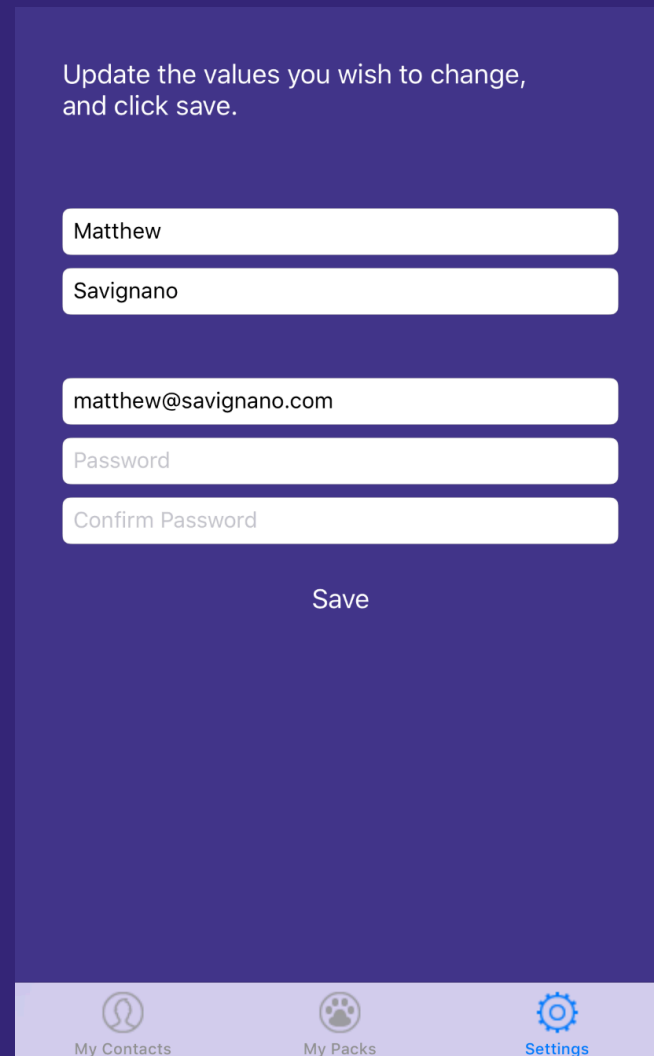 Update the values you wish to change,
and click save.
Matthew
Savignano
matthew@savignano.com
Password
Confirm Password
Save
My Contacts
My Packs
Settings